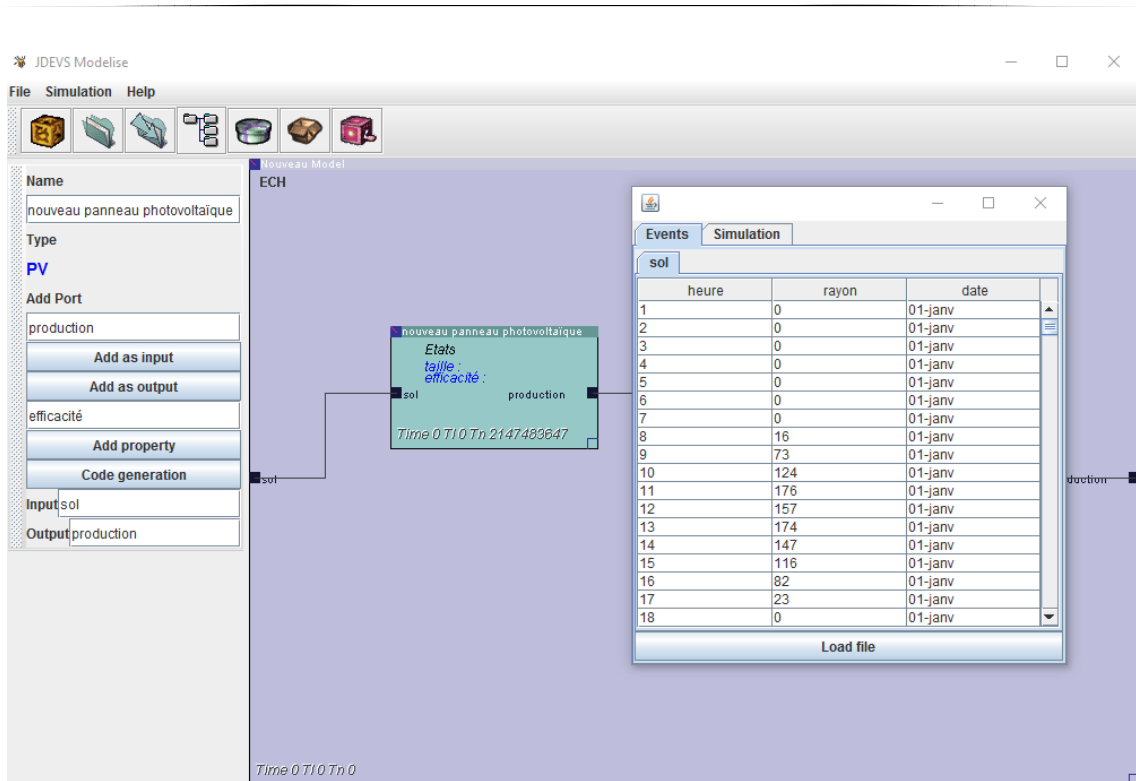 JDEVS Modelise
File Simulation Help
Name
nouveau panneau photovoltaïque
Type
PV
Add Port
production
Add as input
Add as output
efficacité
Add property
Code generation
Input sol
Output production
Nouveau Model
ECH
nouveau panneau photovoltaïque
Etats
taille :
efficacité :
sol production
Time 0 Tl 0 Tn 2147483647
sol
duction
Time 0 Tl 0 Tn 0
Events Simulation
sol
heure rayon date
1 0 01-janv
2 0 01-janv
3 0 01-janv
4 0 01-janv
5 0 01-janv
6 0 01-janv
7 0 01-janv
8 16 01-janv
9 73 01-janv
10 124 01-janv
11 176 01-janv
12 157 01-janv
13 174 01-janv
14 147 01-janv
15 116 01-janv
16 82 01-janv
17 23 01-janv
18 0 01-janv
Load file